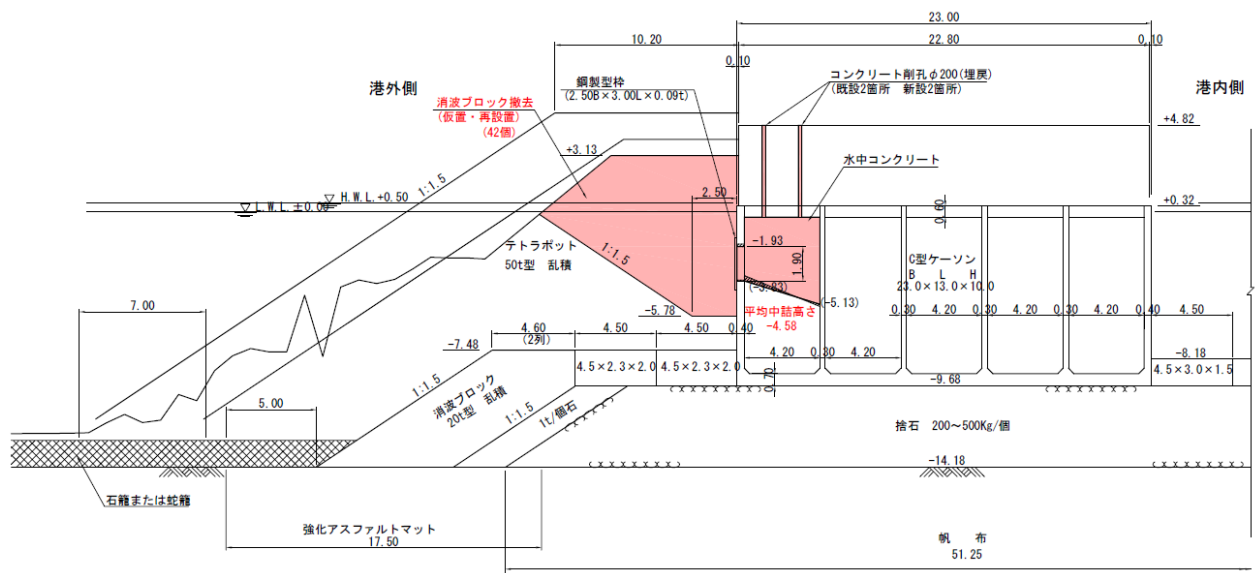 23.00
10.20
22.80
0.10
0.10
港外側
鋼製型枠
(2.50B×3.00L×0.09t)
コンクリート削孔φ200(埋戻)
(既設2箇所 新設2箇所)
港内側
消波ブロック撤去
(仮置・再設置)
(42個)
+4.82
+3.13
水中コンクリート
1:1.5
H.W.L.+0.50
L.W.L.±0.00
2.50
+0.32
0.60
テトラポット
50t型 乱積
1:1.5
-1.93
1.90
C型ケーソン
B L H
23.0×13.0×10.0
(-3.83)
(-5.13)
7.00
-5.78
平均中詰高さ
-4.58
0.30
4.20
0.30
4.20
0.30
4.20
0.40
4.50
4.60
(2列)
4.50
4.50
0.40
-7.48
4.20
0.30
4.20
-8.18
4.5×2.3×2.0
4.5×2.3×2.0
4.5×3.0×1.5
0.70
-9.68
1:1.5
消波ブロック
20t型 乱積
1:1.5
1t/個石
5.00
捨石 200～500Kg/個
-14.18
石籠または蛇籠
強化アスファルトマット
17.50
帆 布
51.25